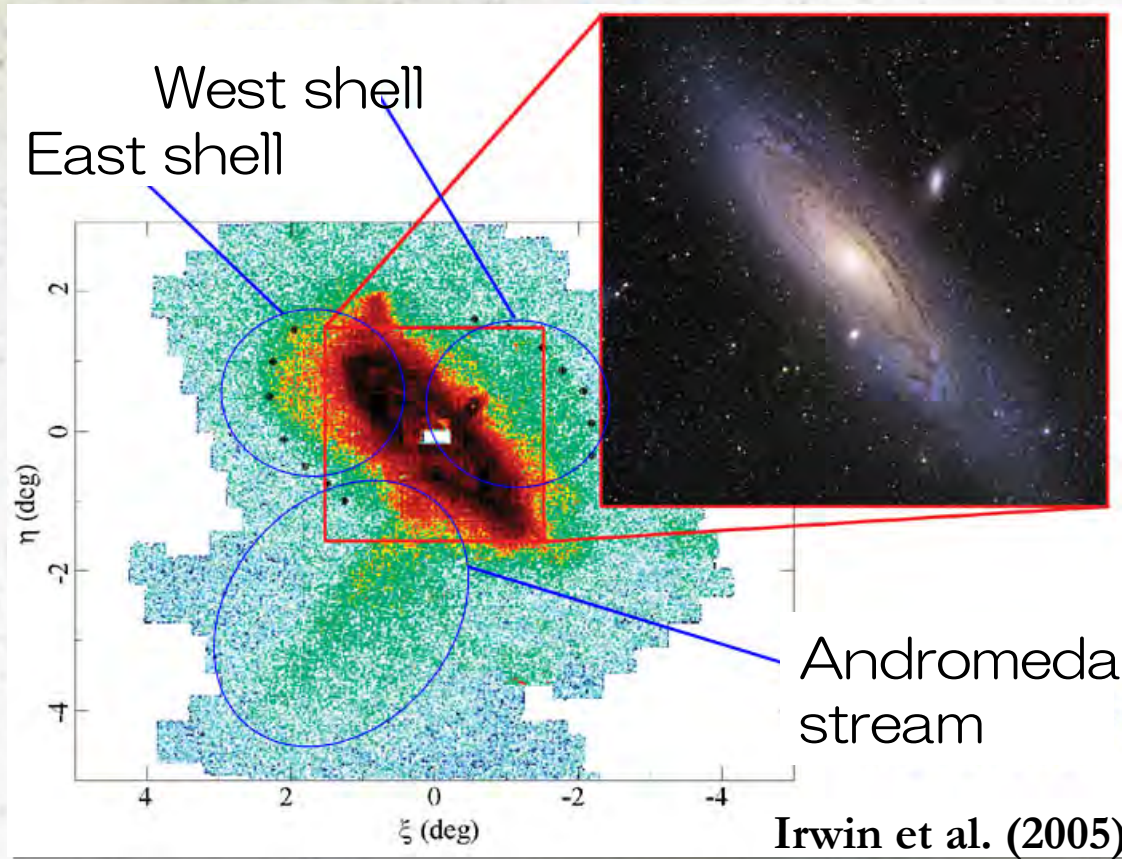 West shell
East shell
2
0
-2
-4
η (deg)
4
2
0
-2
-4
ξ (deg)
Andromeda
stream
Irwin et al. (2005)